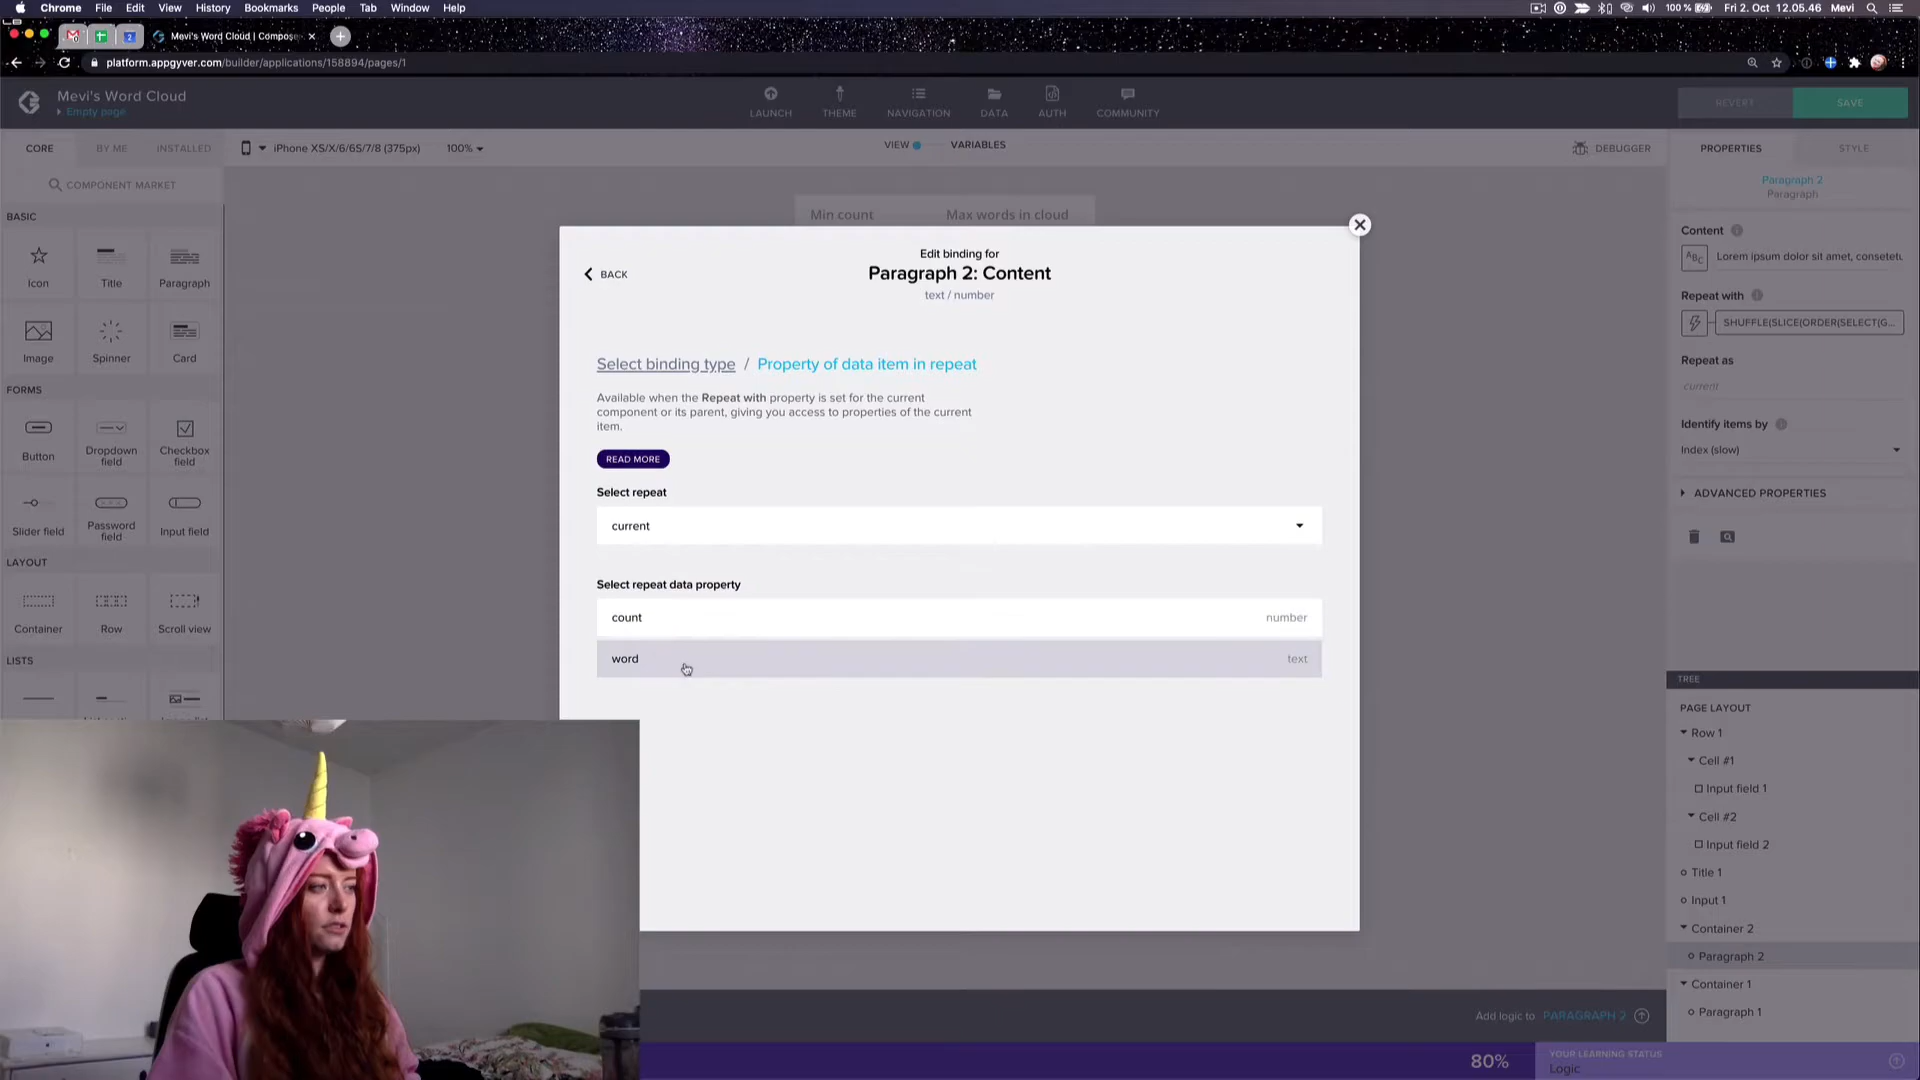 Chrome File Edit View History Bookmarks People Tab Window Help 100 % Fri 2. Oct 12.05.46 Mevi
Mevi's Word Cloud | Compos
platform.appgyver.com/builder/applications/158894/pages/1
Mevi's Word Cloud
Empty page
LAUNCH THEME NAVIGATION DATA AUTH COMMUNITY
REVERT SAVE
CORE BY ME INSTALLED
iPhone XS/X/6/6S/7/8 (375px) 100%
VIEW VARIABLES
DEBUGGER
PROPERTIES STYLE
COMPONENT MARKET
BASIC
Icon Title Paragraph
Image Spinner Card
FORMS
Button Dropdown field Checkbox field
Slider field Password field Input field
LAYOUT
Container Row Scroll view
LISTS
Min count Max words in cloud
BACK
Edit binding for
Paragraph 2: Content
text / number
Select binding type / Property of data item in repeat
Available when the Repeat with property is set for the current
component or its parent, giving you access to properties of the current
item.
READ MORE
Select repeat
current
Select repeat data property
count number
word text
Paragraph 2
Paragraph
Content
ABC Lorem ipsum dolor sit amet, consetetu
Repeat with
SHUFFLE(SLICE(ORDER(SELECT(G...
Repeat as
current
Identify items by
Index (slow)
ADVANCED PROPERTIES
TREE
PAGE LAYOUT
Row 1
Cell #1
Input field 1
Cell #2
Input field 2
Title 1
Input 1
Container 2
Paragraph 2
Container 1
Paragraph 1
Add logic to PARAGRAPH 2
80%
YOUR LEARNING STATUS
Logic